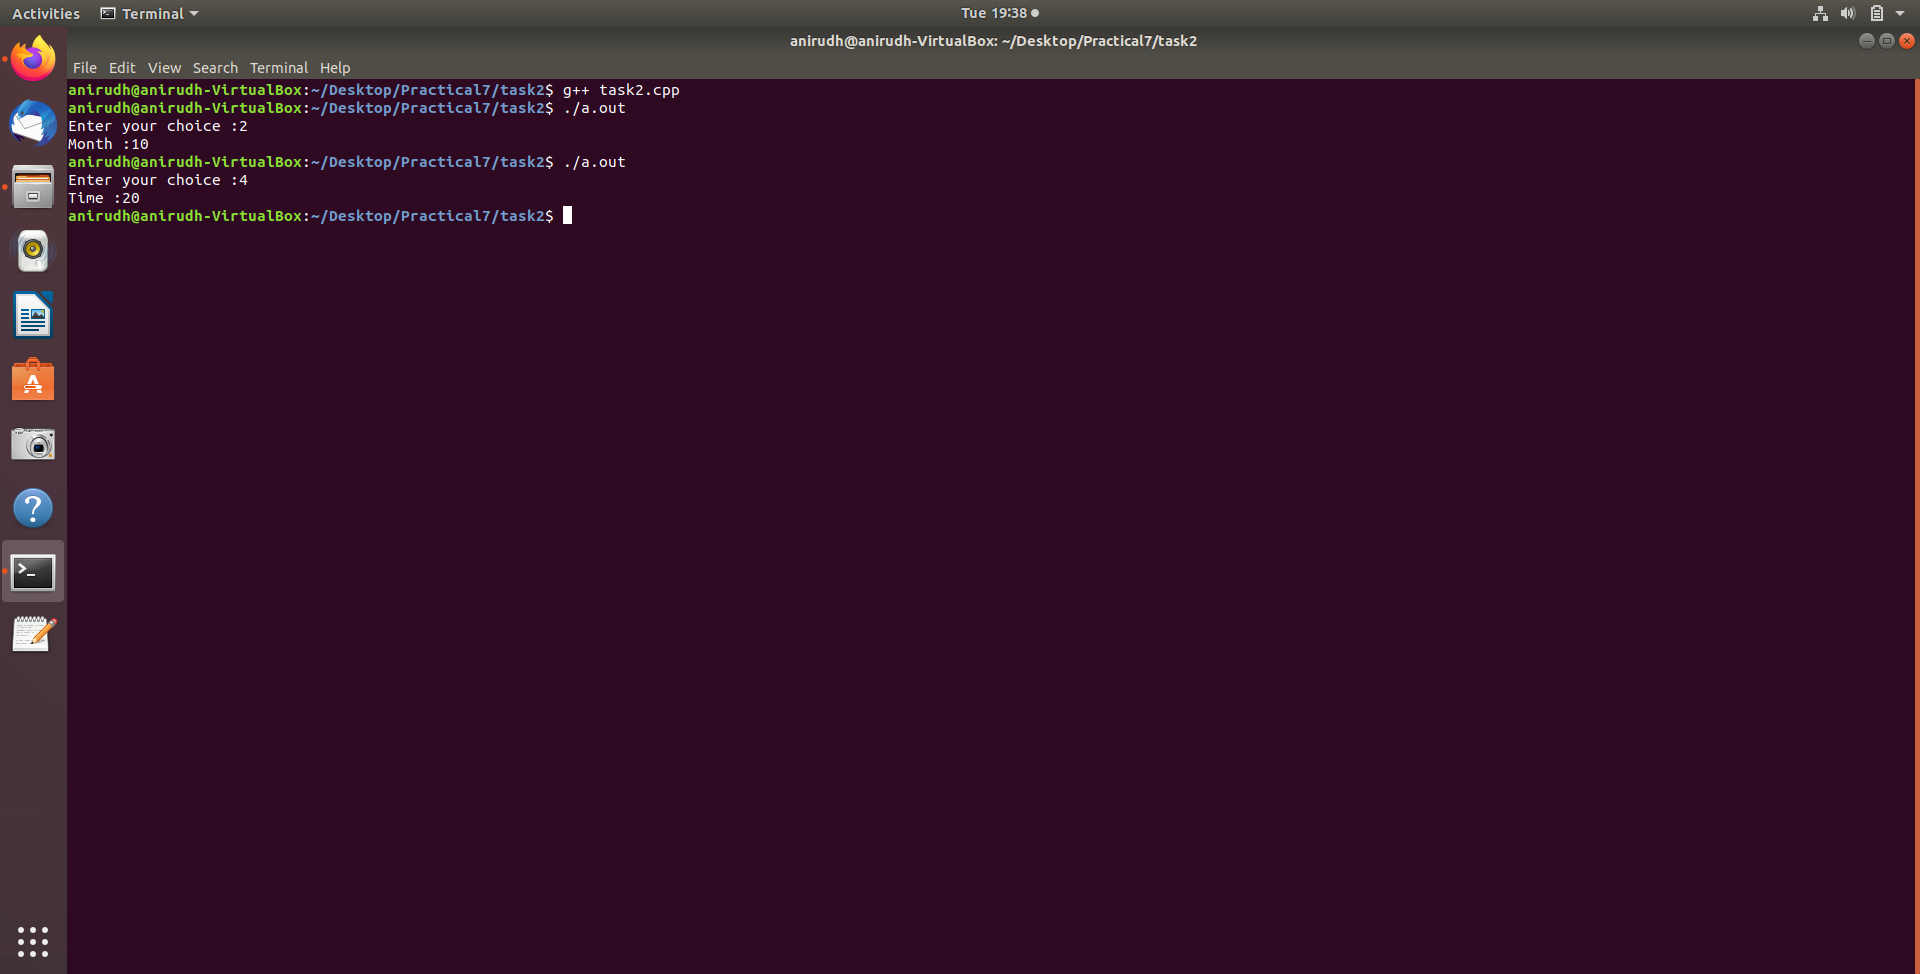 Activities Terminal Tue 19:38
anirudh@anirudh-VirtualBox: ~/Desktop/Practical7/task2
File Edit View Search Terminal Help
anirudh@anirudh-VirtualBox:~/Desktop/Practical7/task2$ g++ task2.cpp
anirudh@anirudh-VirtualBox:~/Desktop/Practical7/task2$ ./a.out
Enter your choice :2
Month :10
anirudh@anirudh-VirtualBox:~/Desktop/Practical7/task2$ ./a.out
Enter your choice :4
Time :20
anirudh@anirudh-VirtualBox:~/Desktop/Practical7/task2$